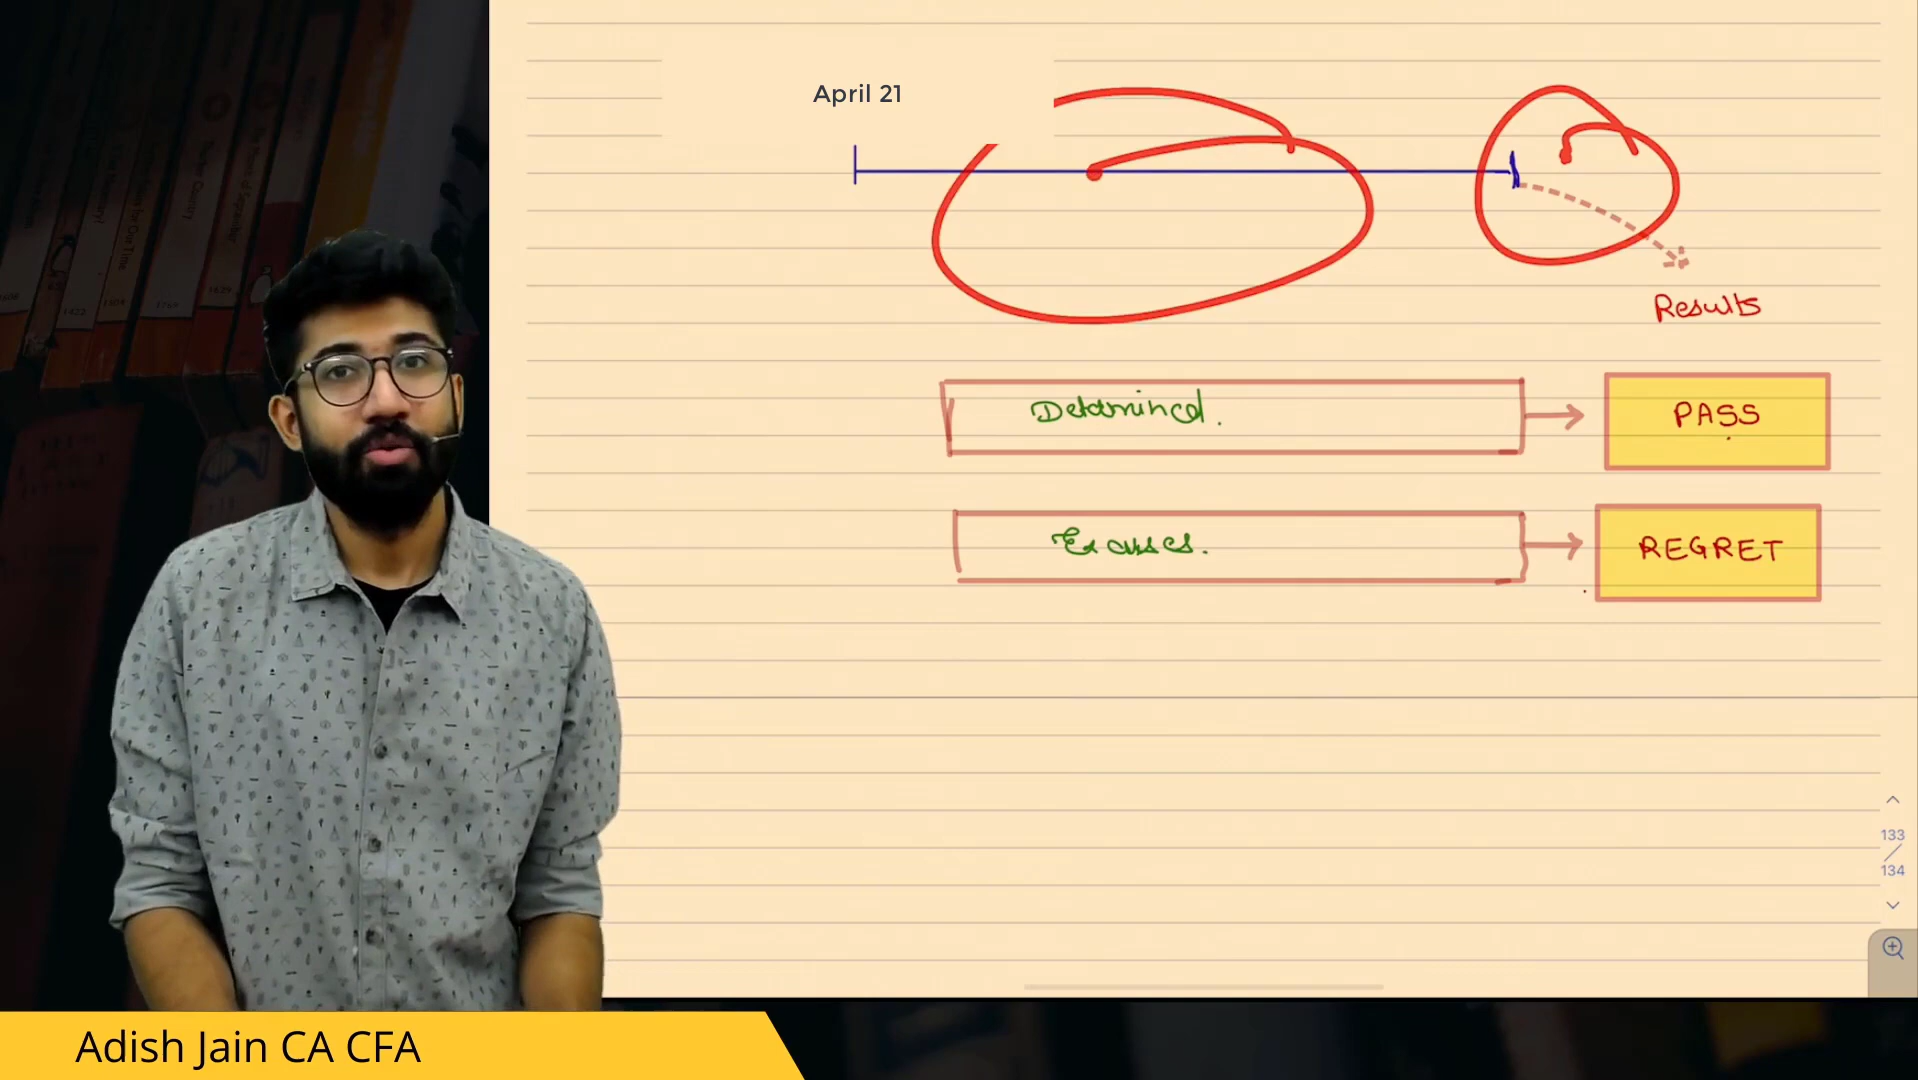 April 21
Results
Determined.
PASS
Excuses.
REGRET
133
134
Adish Jain CA CFA